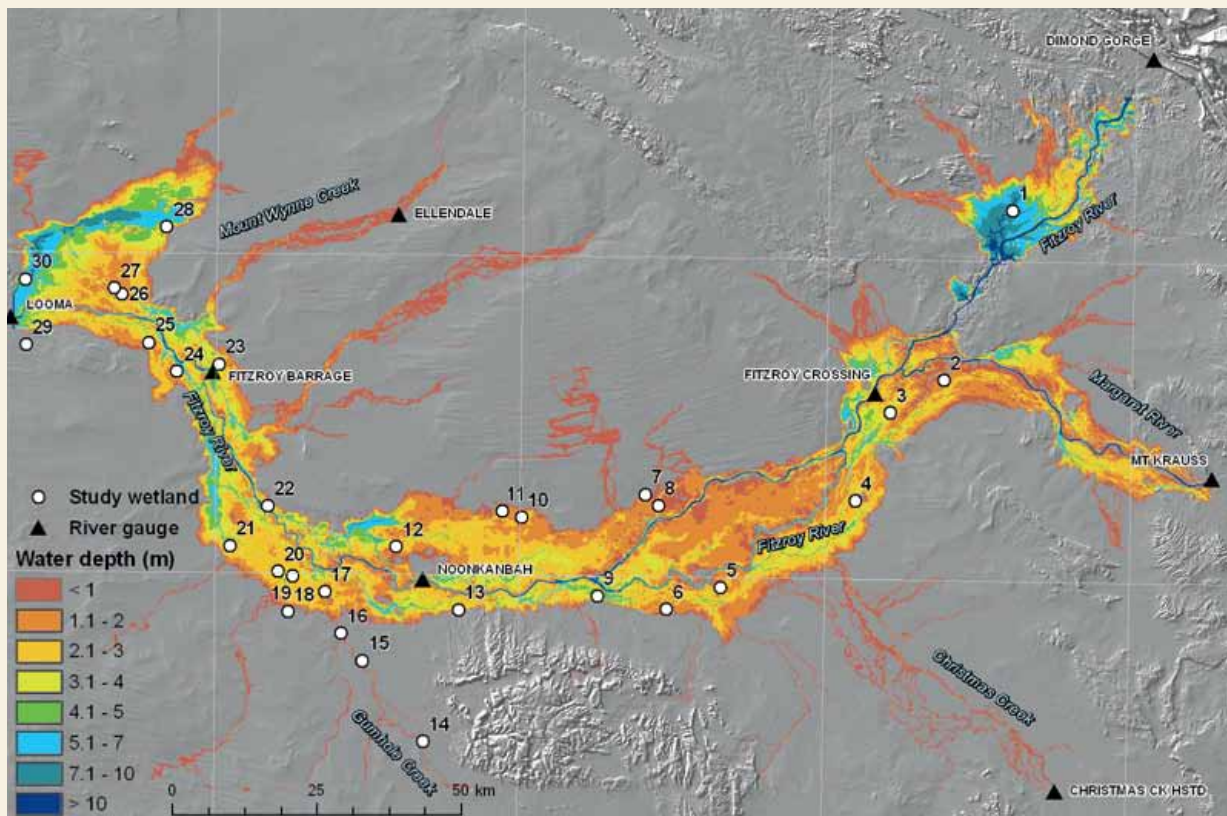 DIMOND GORGE
1
Fitzroy River
28
Mount Wynne Creek
ELLENDALE
30
27
26
LOOMA
29
25
24
23
FITZROY BARRAGE
FITZROY CROSSING
2
3
Margaret River
MT KRAUSS
Fitzroy River
22
11
10
7
8
4
Fitzroy River
21
12
20
19
18
17
NOONKANBAH
13
9
6
5
16
15
14
Gumhole Creek
Christmas Creek
CHRISTMAS CK HSTD
Study wetland
River gauge
Water depth (m)
< 1
1.1 - 2
2.1 - 3
3.1 - 4
4.1 - 5
5.1 - 7
7.1 - 10
> 10
0 25 50 km